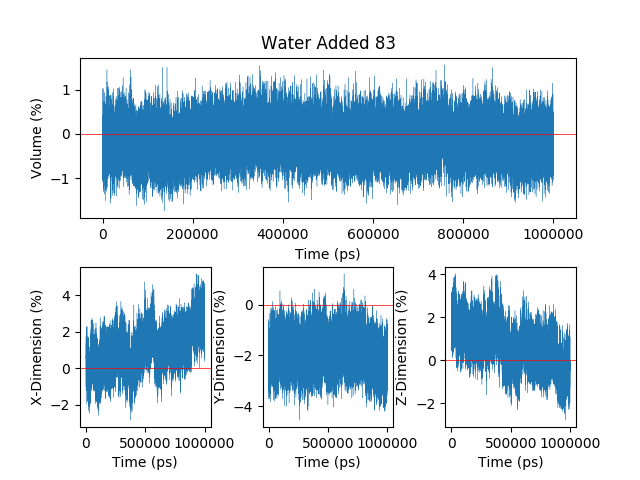 Water Added 83
Volume (%)
1
0
−1
0 200000 400000 600000 800000 1000000
Time (ps)
X-Dimension (%)
4
2
0
−2
0 500000 1000000
Time (ps)
Y-Dimension (%)
0
−2
−4
0 500000 1000000
Time (ps)
Z-Dimension (%)
4
2
0
−2
0 500000 1000000
Time (ps)